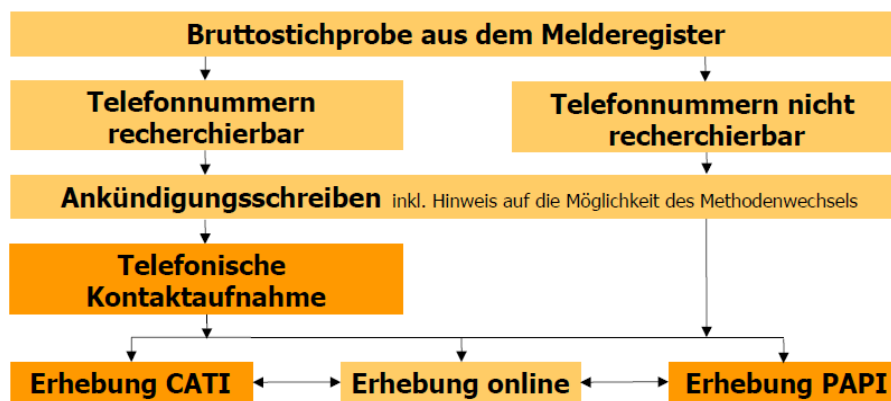 Bruttostichprobe aus dem Melderegister
Telefonnummern
recherchierbar
Telefonnummern nicht
recherchierbar
Ankündigungsschreiben inkl. Hinweis auf die Möglichkeit des Methodenwechsels
Telefonische
Kontaktaufnahme
Erhebung CATI
Erhebung online
Erhebung PAPI